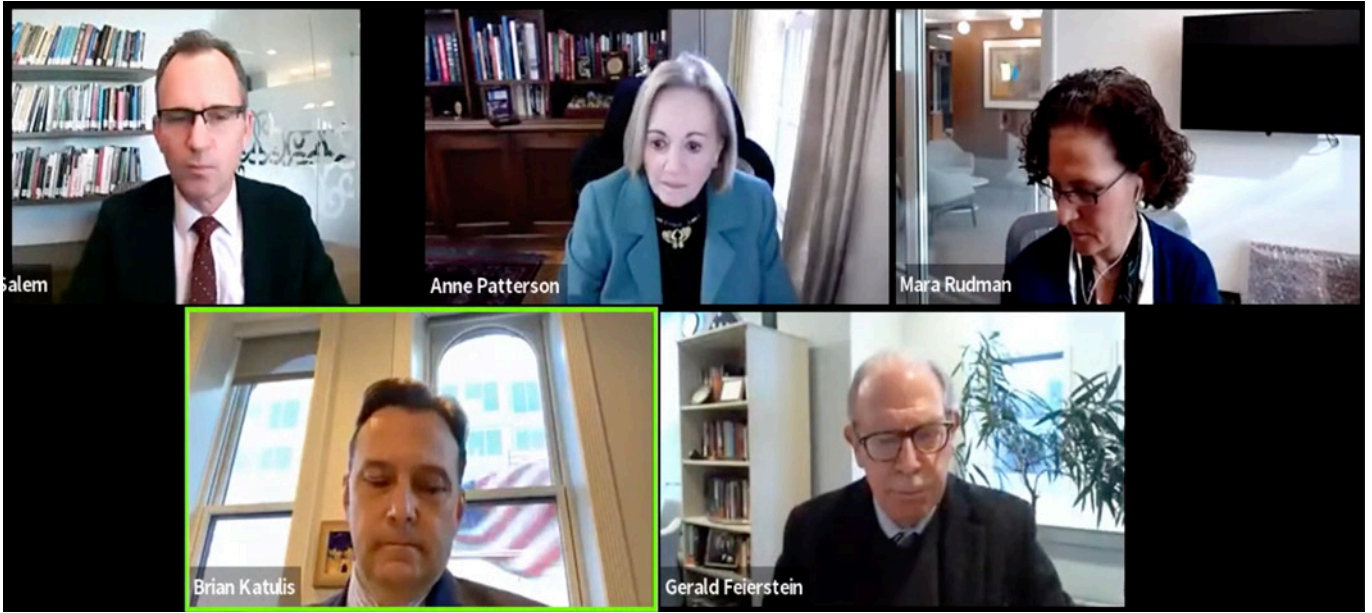 Salem
Anne Patterson
Mara Rudman
Brian Katulis
Gerald Feierstein